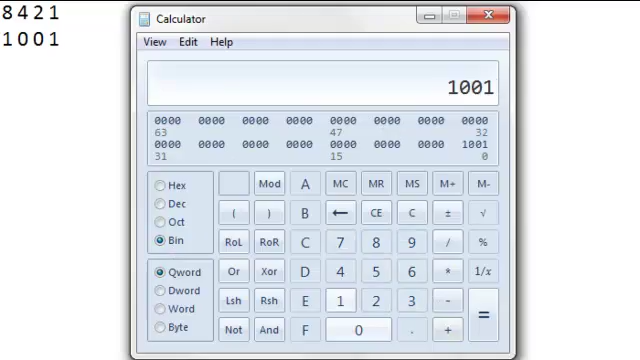 8 4 2 1
1 0 0 1
Calculator
View Edit Help
1001
0000 0000 0000 0000 0000 0000 0000 0000
63 47 32
0000 0000 0000 0000 0000 0000 0000 1001
31 15 0
Hex
Dec
Oct
Bin
Qword
Dword
Word
Byte
Mod A MC MR MS M+ M-
( ) B ← CE C ± √
RoL RoR C 7 8 9 / %
Or Xor D 4 5 6 * 1/x
Lsh Rsh E 1 2 3 - =
Not And F 0 . +